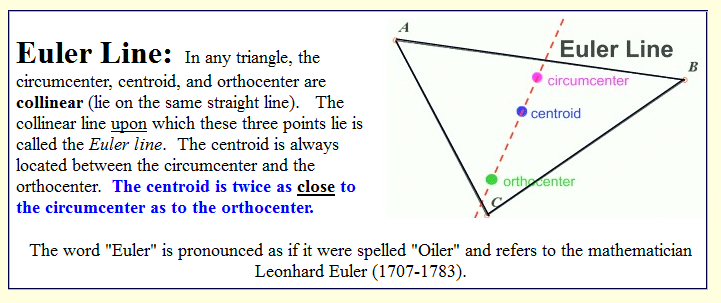 Euler Line: In any triangle, the
circumcenter, centroid, and orthocenter are
collinear (lie on the same straight line). The
collinear line upon which these three points lie is
called the Euler line. The centroid is always
located between the circumcenter and the
orthocenter. The centroid is twice as close to
the circumcenter as to the orthocenter.
A
Euler Line
B
circumcenter
centroid
orthocenter
C
The word "Euler" is pronounced as if it were spelled "Oiler" and refers to the mathematician
Leonhard Euler (1707-1783).